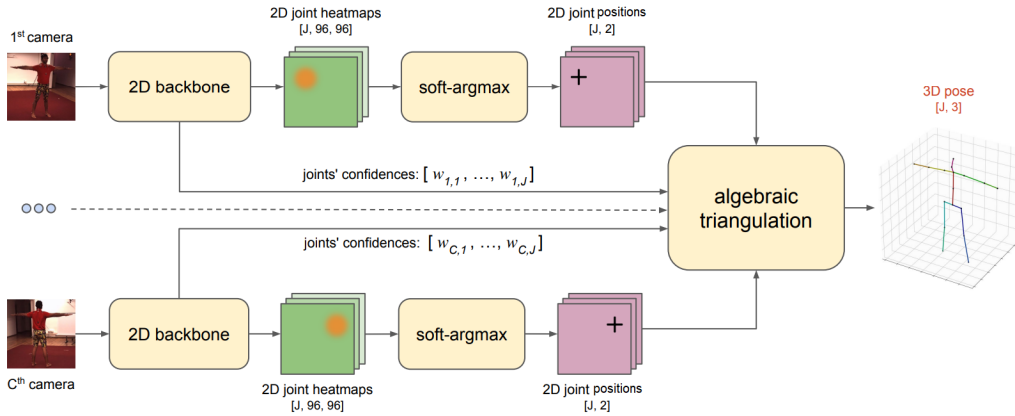 1st camera
2D backbone
2D joint heatmaps
[J, 96, 96]
soft-argmax
2D joint positions
[J, 2]
joints' confidences: [ w1,1 , ..., w1,J ]
algebraic
triangulation
3D pose
[J, 3]
joints' confidences: [ wC,1 , ..., wC,J ]
2D backbone
soft-argmax
Cth camera
2D joint heatmaps
[J, 96, 96]
2D joint positions
[J, 2]